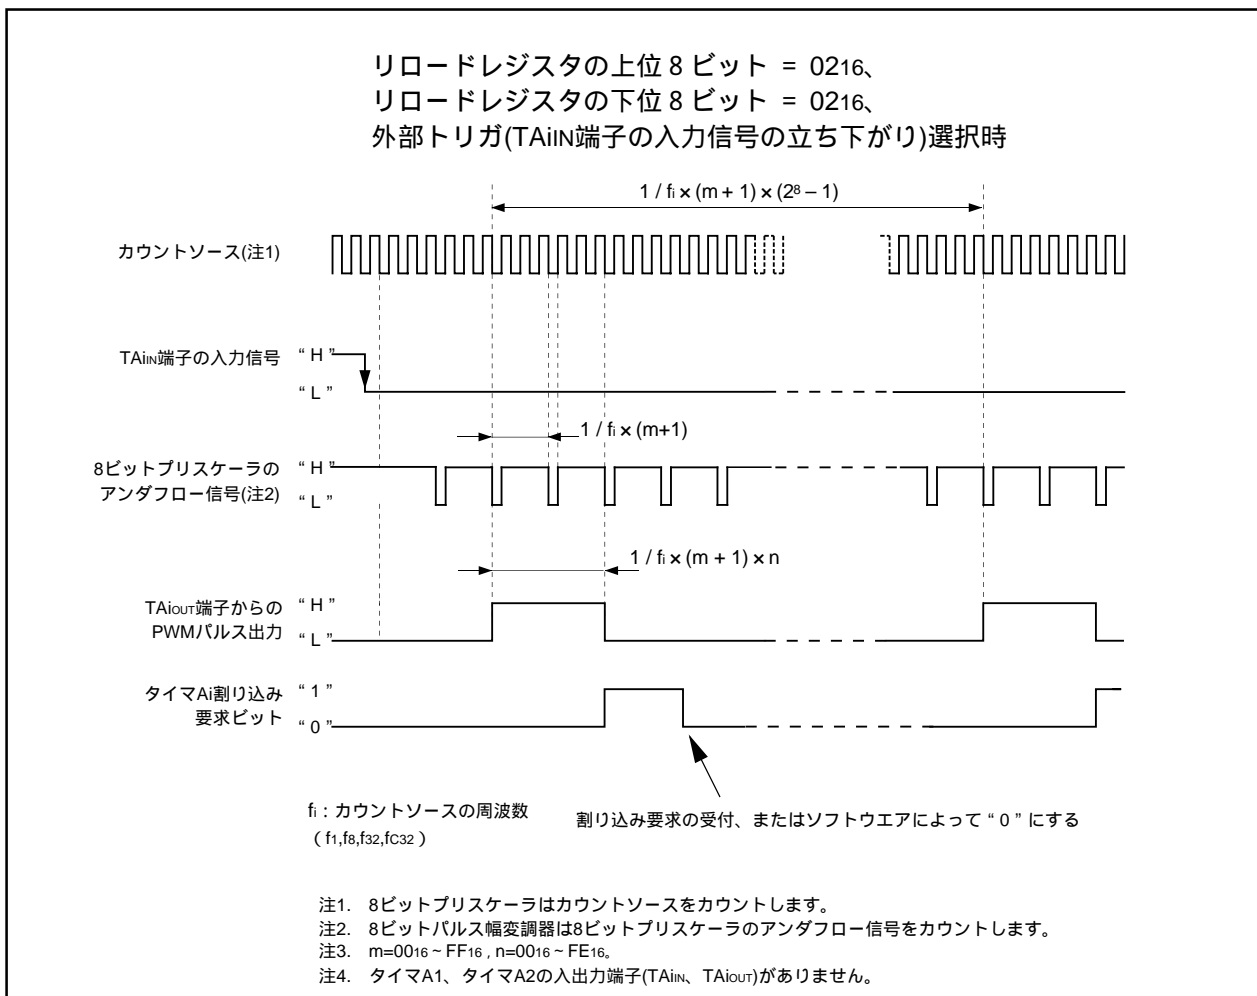 リロードレジスタの上位 8 ビット = 0216、
リロードレジスタの下位 8 ビット = 0216、
外部トリガ(TAiIN端子の入力信号の立ち下がり)選択時
1 / fi × (m + 1) × (2⁸ – 1)
カウントソース(注1)
TAiIN端子の入力信号
“ H ”
“ L ”
1 / fi × (m+1)
8ビットプリスケーラの
アンダフロー信号(注2)
“ H ”
“ L ”
1 / fi × (m + 1) × n
TAiOUT端子からの
PWMパルス出力
“ H ”
“ L ”
タイマAi割り込み
要求ビット
“ 1 ”
“ 0 ”
fi : カウントソースの周波数
( f1,f8,f32,fC32 )
割り込み要求の受付、またはソフトウエアによって “ 0 ” にする
注1. 8ビットプリスケーラはカウントソースをカウントします。
注2. 8ビットパルス幅変調器は8ビットプリスケーラのアンダフロー信号をカウントします。
注3. m=0016 ~ FF16 , n=0016 ~ FE16。
注4. タイマA1、タイマA2の入出力端子(TAiIN、TAiOUT)がありません。